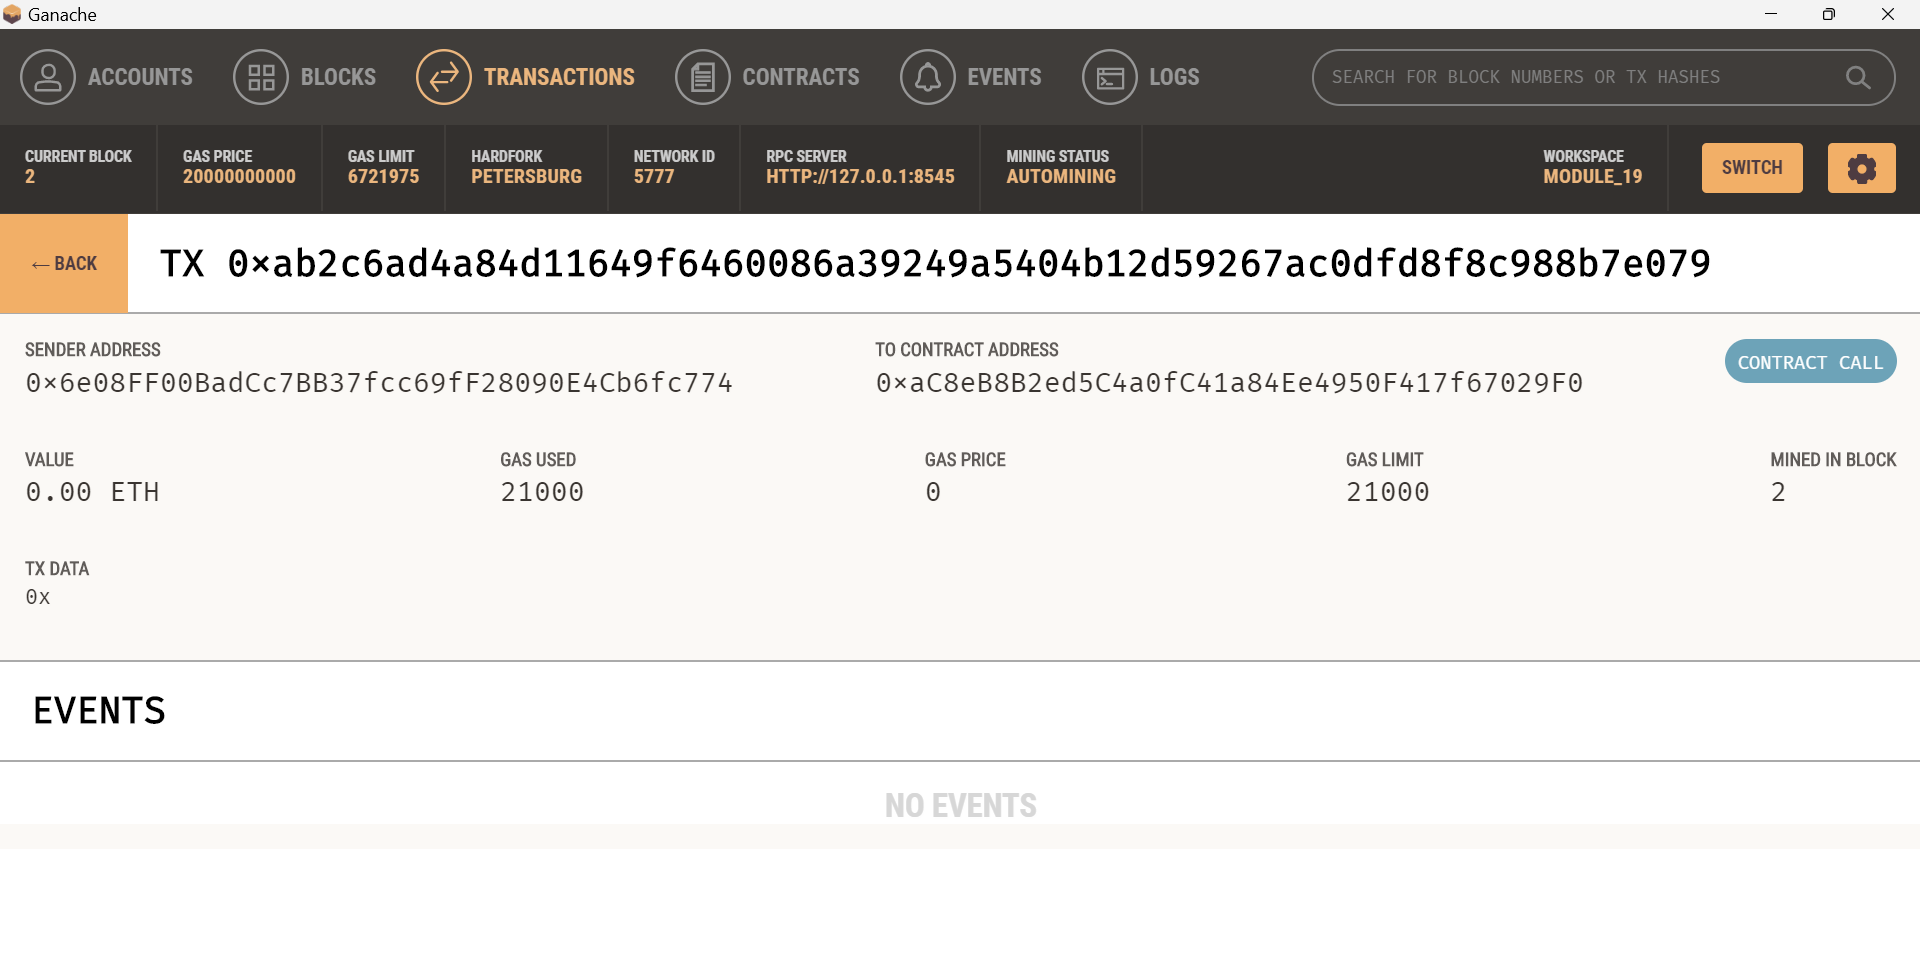 Ganache
ACCOUNTS BLOCKS TRANSACTIONS CONTRACTS EVENTS LOGS SEARCH FOR BLOCK NUMBERS OR TX HASHES
CURRENT BLOCK GAS PRICE GAS LIMIT HARDFORK NETWORK ID RPC SERVER MINING STATUS WORKSPACE
2 20000000000 6721975 PETERSBURG 5777 HTTP://127.0.0.1:8545 AUTOMINING MODULE_19
SWITCH
← BACK TX 0×ab2c6ad4a84d11649f6460086a39249a5404b12d59267ac0dfd8f8c988b7e079
SENDER ADDRESS TO CONTRACT ADDRESS
0×6e08FF00BadCc7BB37fcc69fF28090E4Cb6fc774 0×aC8eB8B2ed5C4a0fC41a84Ee4950F417f67029F0
CONTRACT CALL
VALUE GAS USED GAS PRICE GAS LIMIT MINED IN BLOCK
0.00 ETH 21000 0 21000 2
TX DATA
0x
EVENTS
NO EVENTS